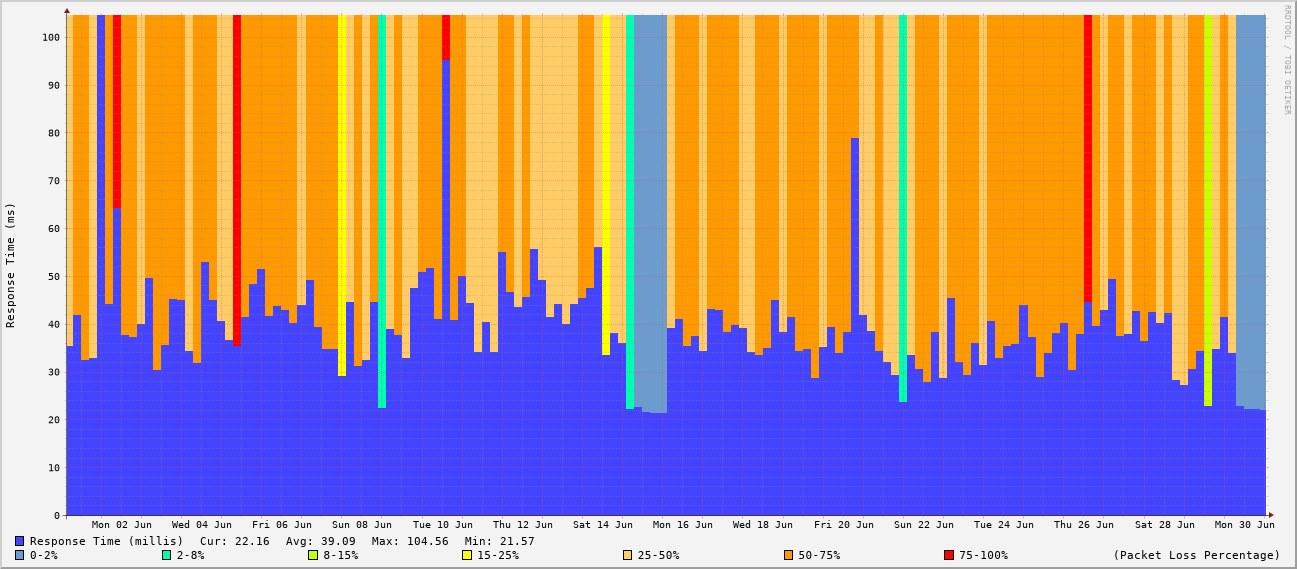 RRDTOOL / TOBI OETIKER
Response Time (ms)
100
90
80
70
60
50
40
30
20
10
0
Mon 02 Jun Wed 04 Jun Fri 06 Jun Sun 08 Jun Tue 10 Jun Thu 12 Jun Sat 14 Jun Mon 16 Jun Wed 18 Jun Fri 20 Jun Sun 22 Jun Tue 24 Jun Thu 26 Jun Sat 28 Jun Mon 30 Jun
Response Time (millis) Cur: 22.16 Avg: 39.09 Max: 104.56 Min: 21.57
0-2% 2-8% 8-15% 15-25% 25-50% 50-75% 75-100% (Packet Loss Percentage)